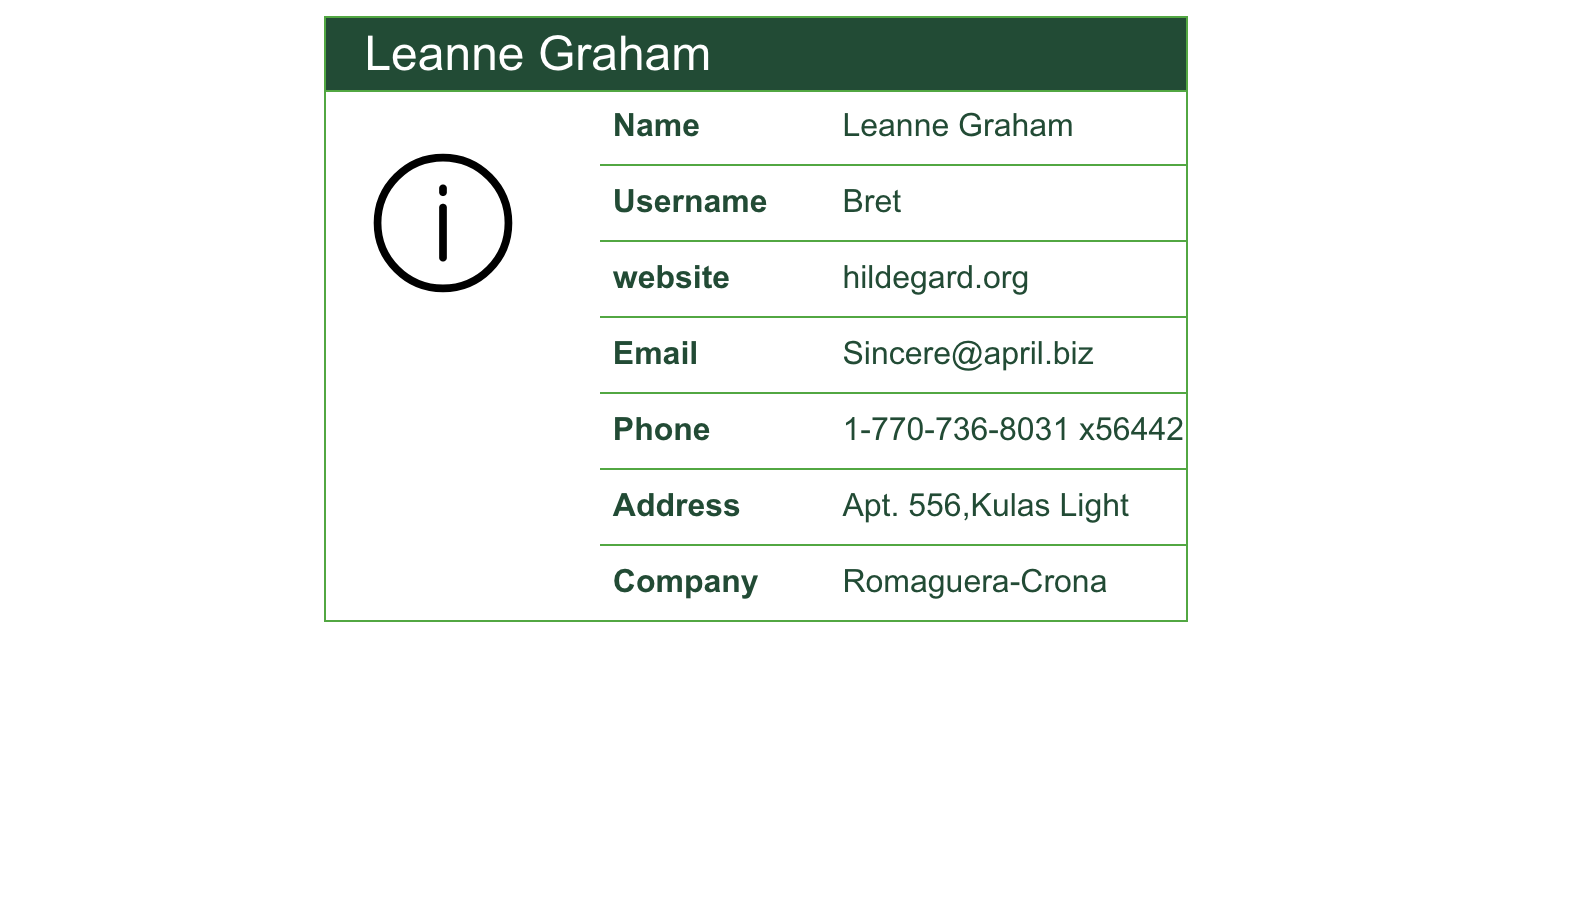 Leanne Graham
Name Leanne Graham
Username Bret
website hildegard.org
Email Sincere@april.biz
Phone 1-770-736-8031 x56442
Address Apt. 556,Kulas Light
Company Romaguera-Crona